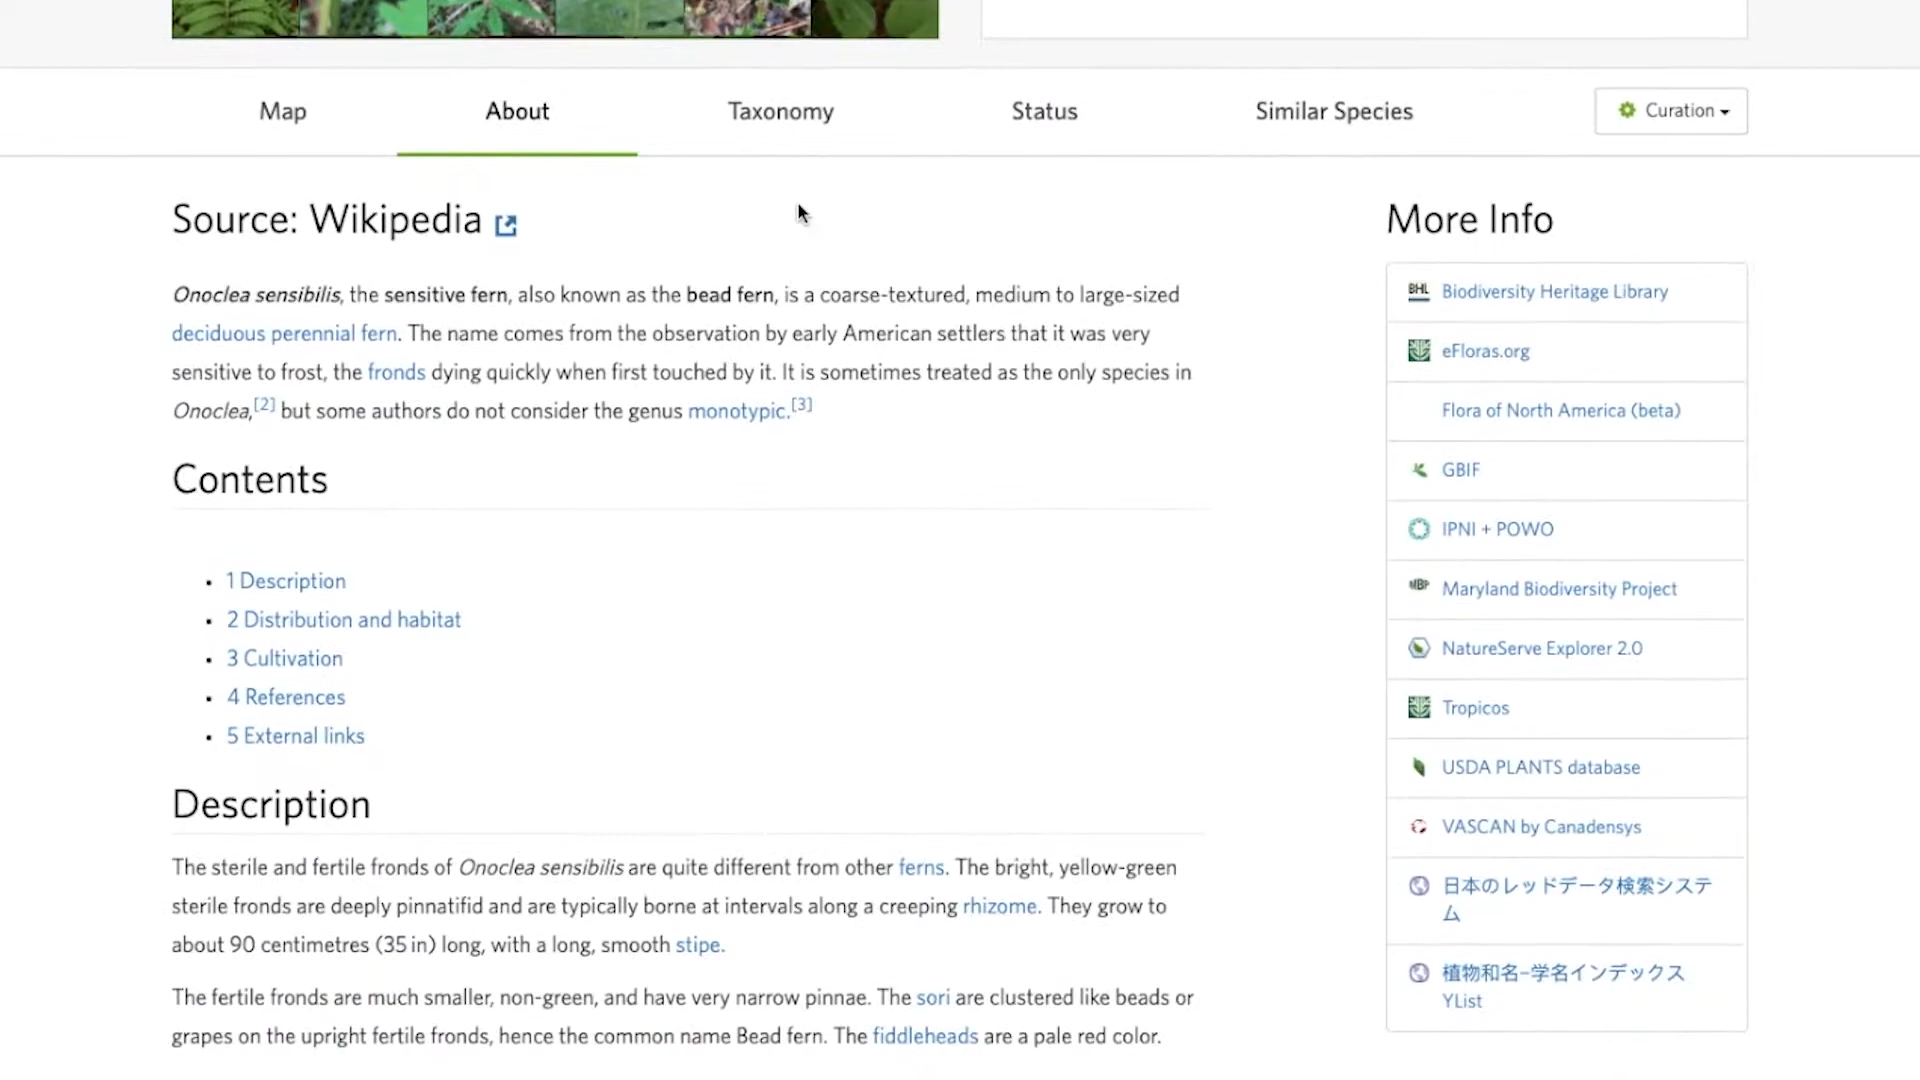 Map
About
Taxonomy
Status
Similar Species
Curation
Source: Wikipedia
Onoclea sensibilis, the sensitive fern, also known as the bead fern, is a coarse-textured, medium to large-sized
deciduous perennial fern. The name comes from the observation by early American settlers that it was very
sensitive to frost, the fronds dying quickly when first touched by it. It is sometimes treated as the only species in
Onoclea,[2] but some authors do not consider the genus monotypic.[3]
Contents
• 1 Description
• 2 Distribution and habitat
• 3 Cultivation
• 4 References
• 5 External links
Description
The sterile and fertile fronds of Onoclea sensibilis are quite different from other ferns. The bright, yellow-green
sterile fronds are deeply pinnatifid and are typically borne at intervals along a creeping rhizome. They grow to
about 90 centimetres (35 in) long, with a long, smooth stipe.
The fertile fronds are much smaller, non-green, and have very narrow pinnae. The sori are clustered like beads or
grapes on the upright fertile fronds, hence the common name Bead fern. The fiddleheads are a pale red color.
More Info
BHL Biodiversity Heritage Library
eFloras.org
Flora of North America (beta)
GBIF
IPNI + POWO
MBP Maryland Biodiversity Project
NatureServe Explorer 2.0
Tropicos
USDA PLANTS database
VASCAN by Canadensys
日本のレッドデータ検索システ
ム
植物和名–学名インデックス
YList